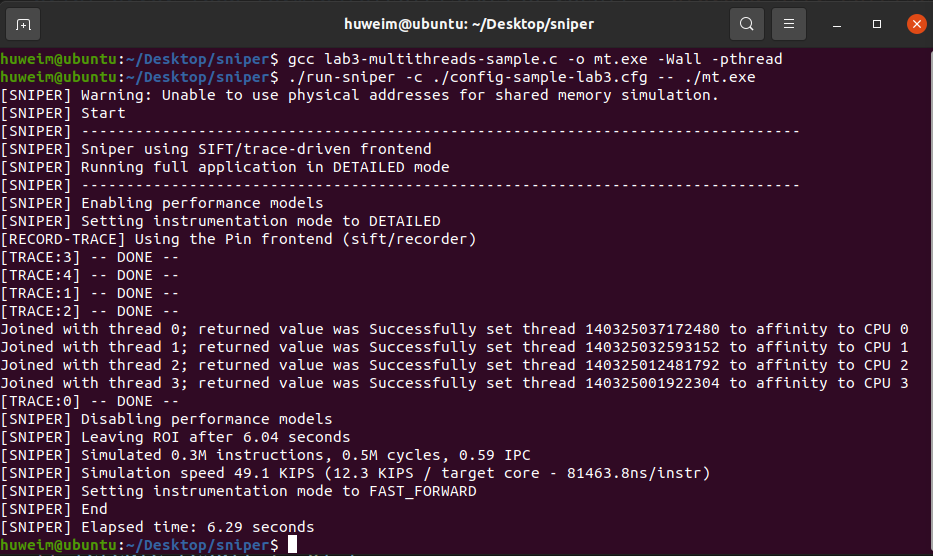 huweim@ubuntu: ~/Desktop/sniper
huweim@ubuntu:~/Desktop/sniper$ gcc lab3-multithreads-sample.c -o mt.exe -Wall -pthread
huweim@ubuntu:~/Desktop/sniper$ ./run-sniper -c ./config-sample-lab3.cfg -- ./mt.exe
[SNIPER] Warning: Unable to use physical addresses for shared memory simulation.
[SNIPER] Start
[SNIPER] --------------------------------------------------------------------------------
[SNIPER] Sniper using SIFT/trace-driven frontend
[SNIPER] Running full application in DETAILED mode
[SNIPER] --------------------------------------------------------------------------------
[SNIPER] Enabling performance models
[SNIPER] Setting instrumentation mode to DETAILED
[RECORD-TRACE] Using the Pin frontend (sift/recorder)
[TRACE:3] -- DONE --
[TRACE:4] -- DONE --
[TRACE:1] -- DONE --
[TRACE:2] -- DONE --
Joined with thread 0; returned value was Successfully set thread 140325037172480 to affinity to CPU 0
Joined with thread 1; returned value was Successfully set thread 140325032593152 to affinity to CPU 1
Joined with thread 2; returned value was Successfully set thread 140325012481792 to affinity to CPU 2
Joined with thread 3; returned value was Successfully set thread 140325001922304 to affinity to CPU 3
[TRACE:0] -- DONE --
[SNIPER] Disabling performance models
[SNIPER] Leaving ROI after 6.04 seconds
[SNIPER] Simulated 0.3M instructions, 0.5M cycles, 0.59 IPC
[SNIPER] Simulation speed 49.1 KIPS (12.3 KIPS / target core - 81463.8ns/instr)
[SNIPER] Setting instrumentation mode to FAST_FORWARD
[SNIPER] End
[SNIPER] Elapsed time: 6.29 seconds
huweim@ubuntu:~/Desktop/sniper$